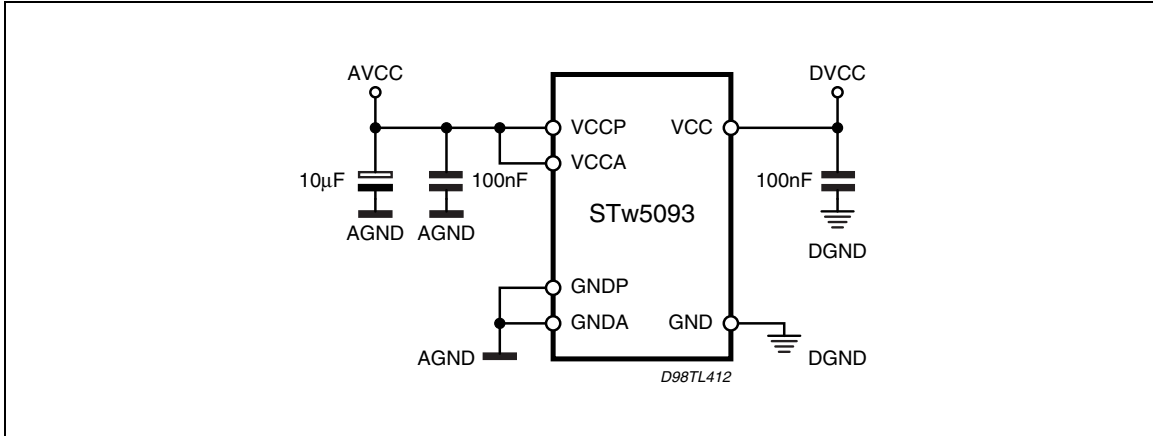 AVCC
DVCC
VCCP
VCC
VCCA
10μF
100nF
100nF
STw5093
AGND
AGND
DGND
GNDP
GNDA
GND
AGND
DGND
D98TL412